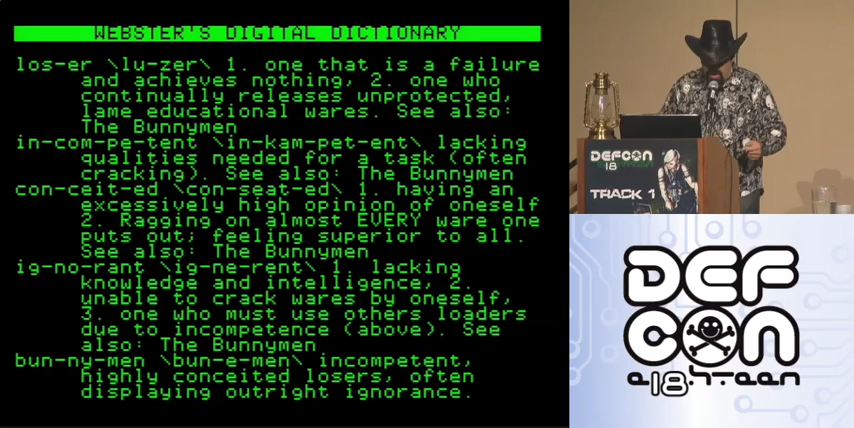 WEBSTER'S DIGITAL DICTIONARY
los-er \lu-zer\ 1. one that is a failure
and achieves nothing, 2. one who
continually releases unprotected,
lame educational wares. See also:
The Bunnymen
in-com-pe-tent \in-kam-pet-ent\ lacking
qualities needed for a task (often
cracking). See also: The Bunnymen
con-ceit-ed \con-seat-ed\ 1. having an
excessively high opinion of oneself
2. Ragging on almost EVERY ware one
puts out; feeling superior to all.
See also: The Bunnymen
ig-no-rant \ig-ne-rent\ 1. lacking
knowledge and intelligence, 2.
unable to crack wares by oneself,
3. one who must use others loaders
due to incompetence (above). See
also: The Bunnymen
bun-ny-men \bun-e-men\ incompetent,
highly conceited losers, often
displaying outright ignorance.
DEFCON
18
TRACK 1
DEF
CON
e18h.teen